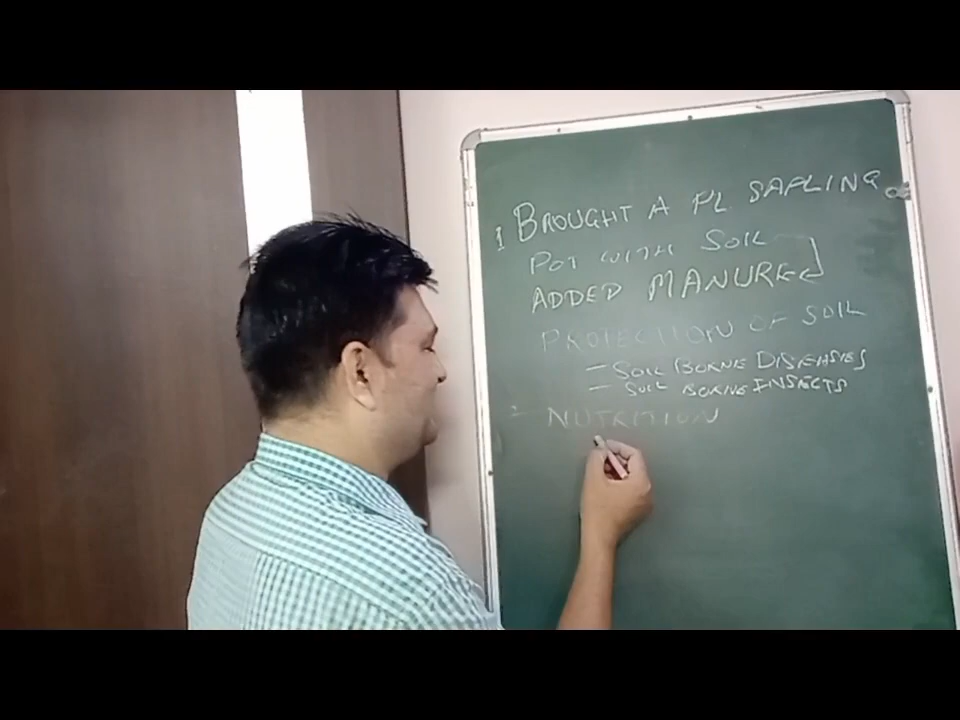 1 BROUGHT A PL SAPLING
POT WITH SOIL
ADDED MANURE
PROTECTION OF SOIL
- SOIL BORNE DISEASES
- SOIL BORNE INSECTS
2 NUTRITION